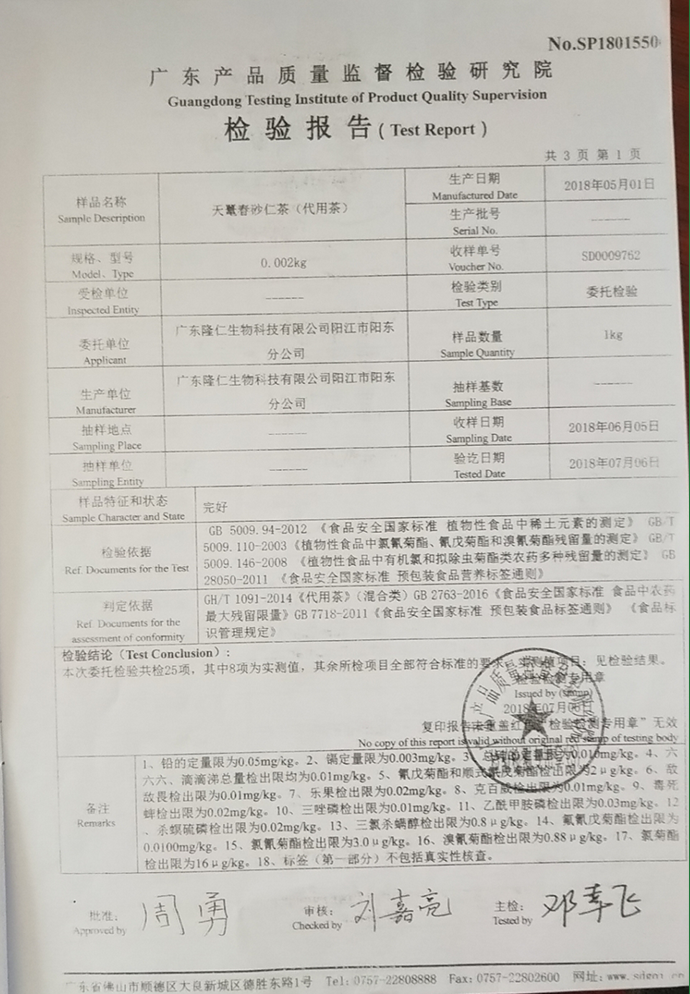 No.SP1801550
广东产品质量监督检验研究院
Guangdong Testing Institute of Product Quality Supervision
检验报告(Test Report)
共 3 页 第 1 页
样品名称
Sample Description
天蕈春砂仁茶（代用茶）
生产日期
Manufactured Date
2018年05月01日
生产批号
Serial No.
------
规格、型号
Model、Type
0.002kg
收样单号
Voucher No.
SD0009762
受检单位
Inspected Entity
------
检验类别
Test Type
委托检验
委托单位
Applicant
广东隆仁生物科技有限公司阳江市阳东
分公司
样品数量
Sample Quantity
1kg
生产单位
Manufacturer
广东隆仁生物科技有限公司阳江市阳东
分公司
抽样基数
Sampling Base
------
抽样地点
Sampling Place
------
收样日期
Sampling Date
2018年06月05日
抽样单位
Sampling Entity
------
验讫日期
Tested Date
2018年07月06日
样品特征和状态
Sample Character and State
完好
检验依据
Ref. Documents for the Test
GB 5009.94-2012 《食品安全国家标准 植物性食品中稀土元素的测定》 GB/T
5009.110-2003《植物性食品中氯氰菊酯、氰戊菊酯和溴氰菊酯残留量的测定》 GB/T
5009.146-2008 《植物性食品中有机氯和拟除虫菊酯类农药多种残留量的测定》 GB
28050-2011 《食品安全国家标准 预包装食品营养标签通则》
判定依据
Ref. Documents for the
assessment of conformity
GH/T 1091-2014《代用茶》（混合类）GB 2763-2016《食品安全国家标准 食品中农药
最大残留限量》GB 7718-2011《食品安全国家标准 预包装食品标签通则》 《食品标
识管理规定》
检验结论（Test Conclusion）:
本次委托检验共检25项，其中8项为实测值，其余所检项目全部符合标准的要求。实测值项目：见检验结果。
检验检测专用章
Issued by (stamp)
2018年07月06日
复印报告未重盖红色“检验检测专用章”无效
No copy of this report is valid without original red stamp of testing body
备注
Remarks
1、铅的定量限为0.05mg/kg。2、镉定量限为0.003mg/kg。3、总砷的定量限为0.010mg/kg。4、六
六六、滴滴涕总量检出限均为0.01mg/kg。5、氰戊菊酯和顺式氰戊菊酯检出限为2μg/kg。6、敌
敌畏检出限为0.01mg/kg。7、乐果检出限为0.02mg/kg。8、克百威检出限为0.01mg/kg。9、毒死
蜱检出限为0.02mg/kg。10、三唑磷检出限为0.01mg/kg。11、乙酰甲胺磷检出限为0.03mg/kg。12
、杀螟硫磷检出限为0.02mg/kg。13、三氯杀螨醇检出限为0.8μg/kg。14、氟氰戊菊酯检出限为
0.0100mg/kg。15、氯氰菊酯检出限为3.0μg/kg。16、溴氰菊酯检出限为0.88μg/kg。17、氯菊酯
检出限为16μg/kg。18、标签（第一部分）不包括真实性核查。
批准:
Approved by
周勇
审核:
Checked by
刘嘉亮
主检:
Tested by
邓幸飞
广东省佛山市顺德区大良新城区德胜东路1号 Tel: 0757-22808888 Fax: 0757-22802600 网址: